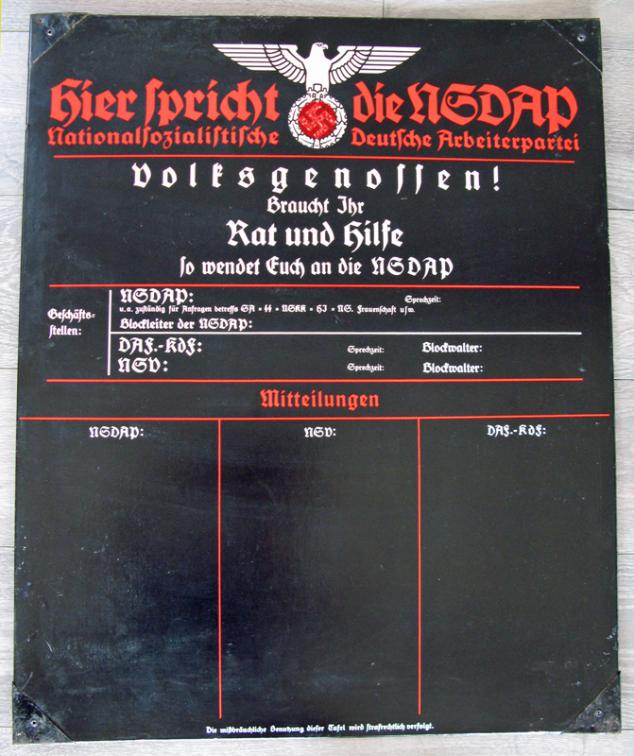 Hier spricht die NSDAP
Nationalsozialistische Deutsche Arbeiterpartei
Volksgenossen!
Braucht Ihr
Rat und Hilfe
so wendet Euch an die NSDAP
Geschäfts-
stellen:
NSDAP: Sprechzeit:
u.a. zuständig für Anfragen betreffs SA • SS • NSKK • HJ • NS. Frauenschaft usw.
Blockleiter der NSDAP:
DAF.-KdF: Sprechzeit: Blockwalter:
NSV: Sprechzeit: Blockwalter:
Mitteilungen
NSDAP: NSV: DAF.-KdF:
Die mißbräuchliche Benutzung dieser Tafel wird strafrechtlich verfolgt.